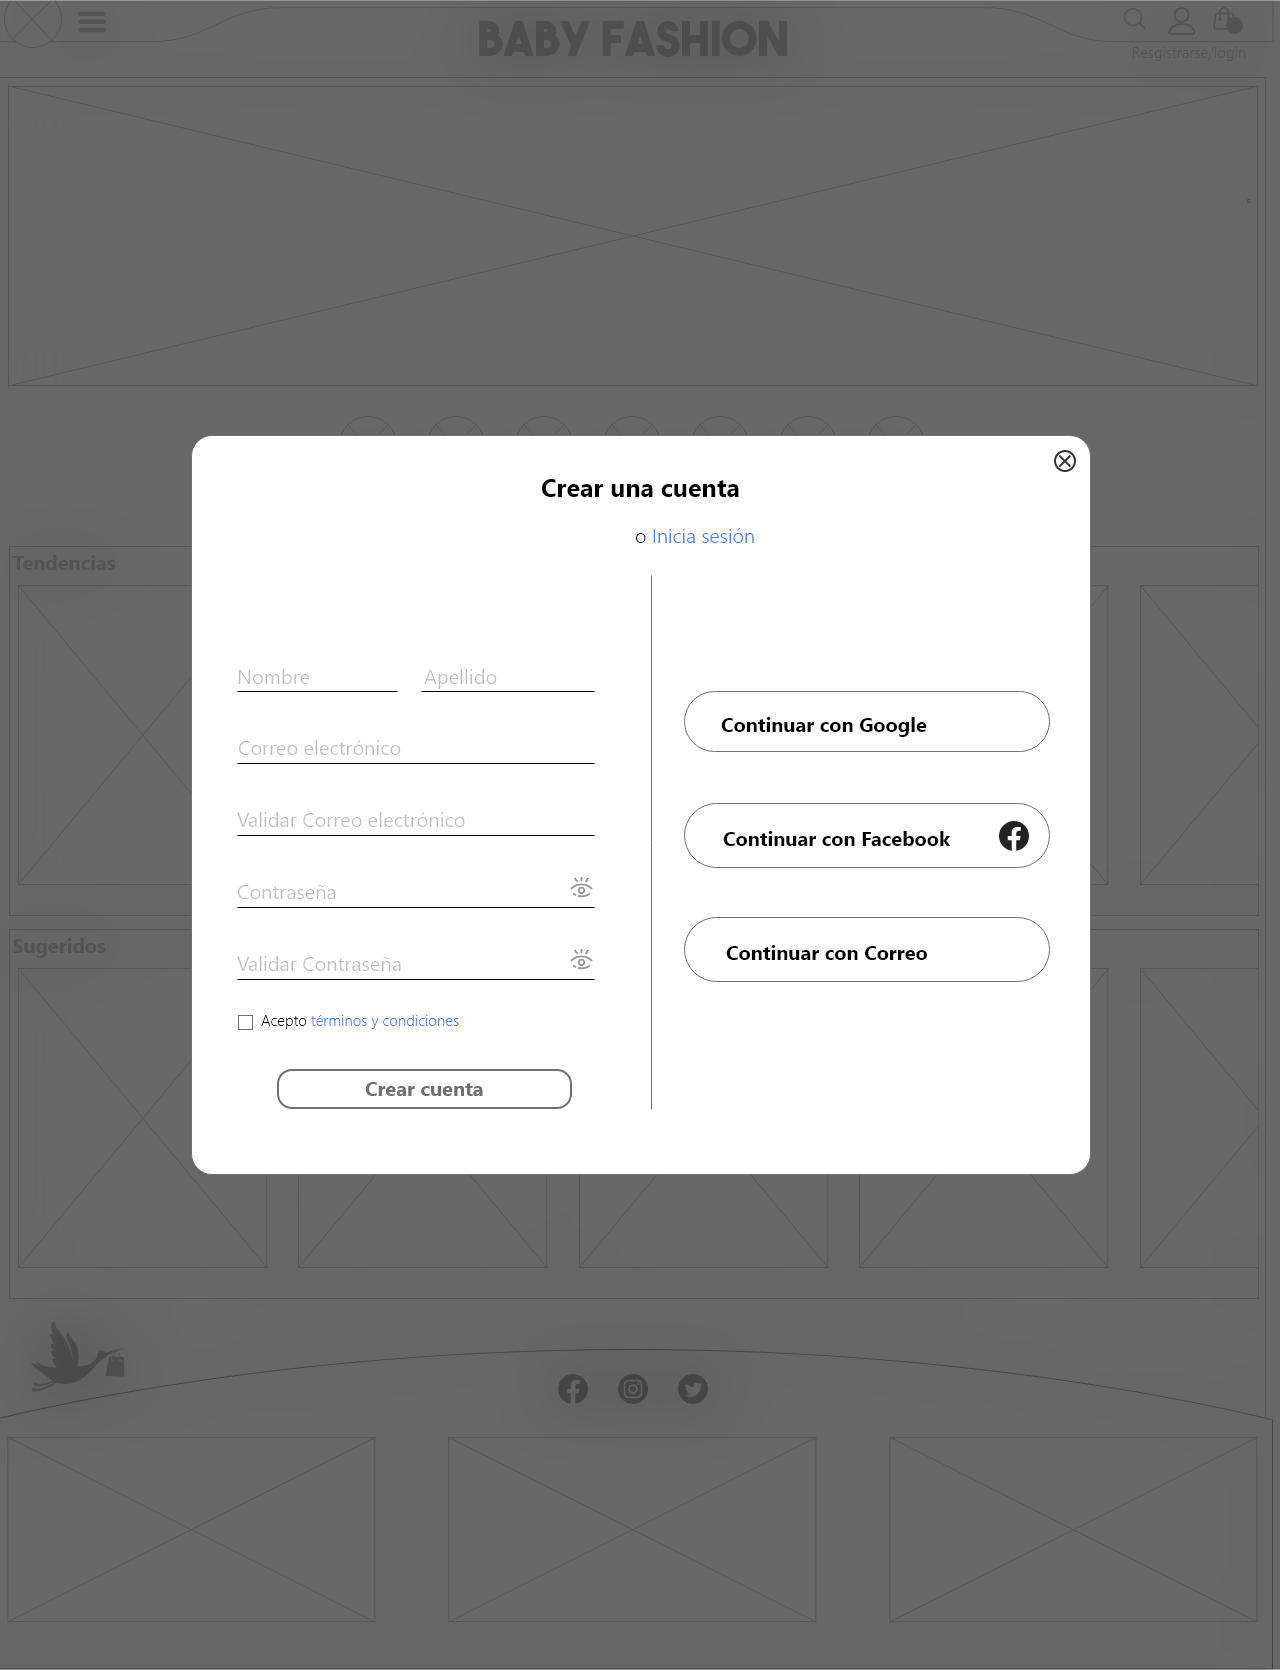 BABY FASHION
Resgistrarse/login
Crear una cuenta
o Inicia sesión
Tendencias
Nombre
Apellido
Correo electrónico
Validar Correo electrónico
Contraseña
Validar Contraseña
Acepto términos y condiciones
Crear cuenta
Continuar con Google
Continuar con Facebook
Continuar con Correo
Sugeridos